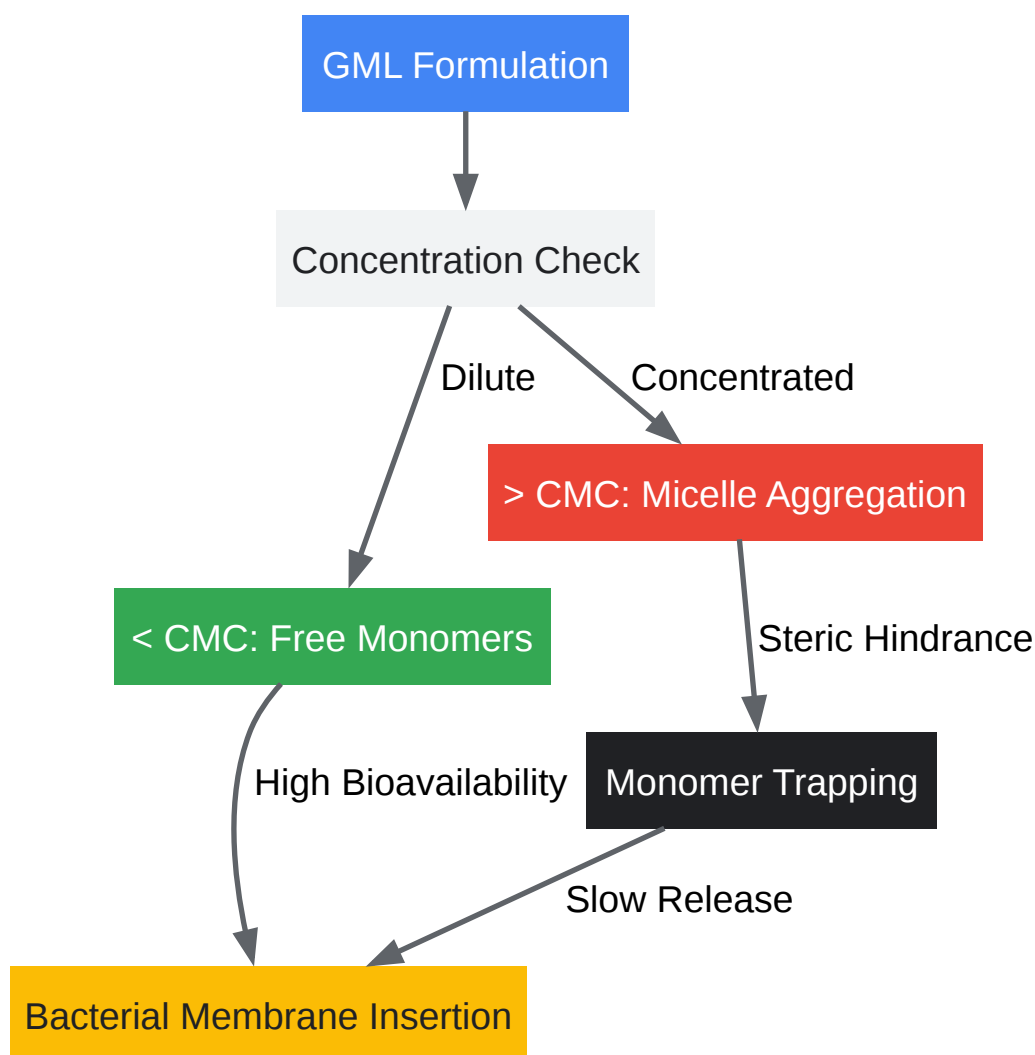 GML Formulation
Concentration Check
Dilute
Concentrated
> CMC: Micelle Aggregation
< CMC: Free Monomers
Steric Hindrance
High Bioavailability
Monomer Trapping
Slow Release
Bacterial Membrane Insertion